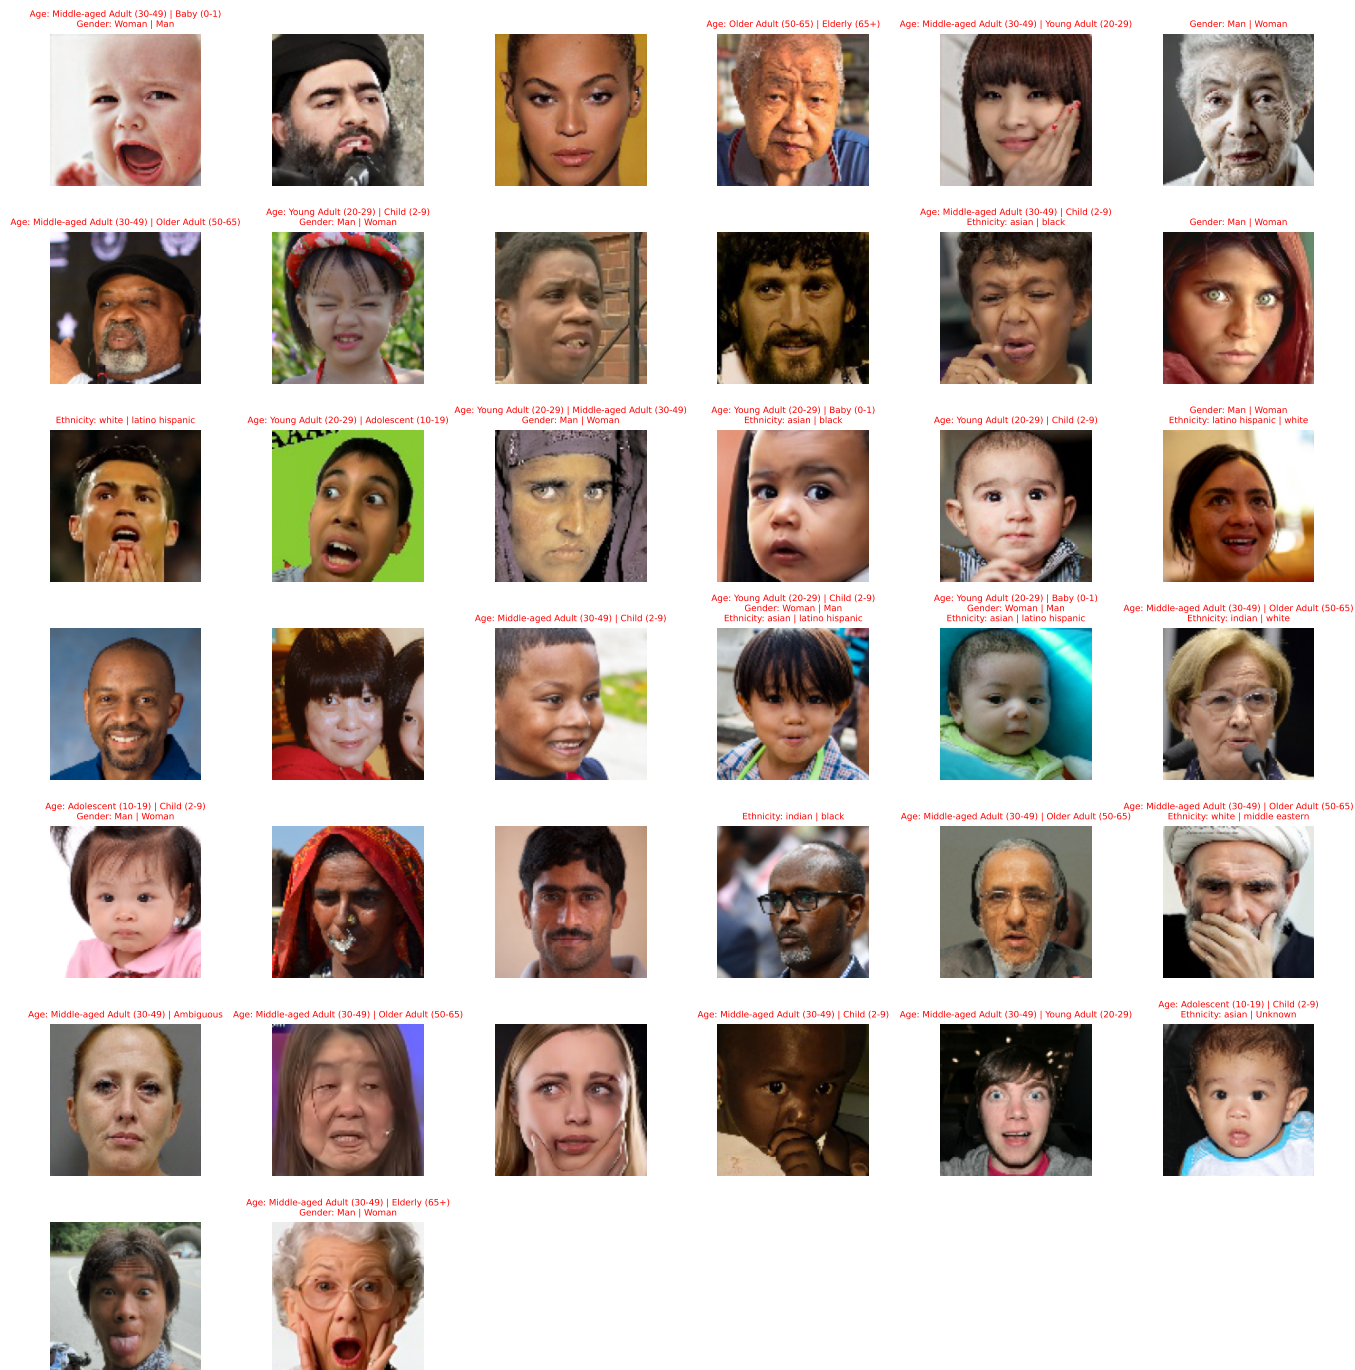 Age: Middle-aged Adult (30-49) | Baby (0-1)
Gender: Woman | Man
Age: Older Adult (50-65) | Elderly (65+)
Age: Middle-aged Adult (30-49) | Young Adult (20-29)
Gender: Man | Woman
Age: Middle-aged Adult (30-49) | Older Adult (50-65)
Age: Young Adult (20-29) | Child (2-9)
Gender: Man | Woman
Age: Middle-aged Adult (30-49) | Child (2-9)
Ethnicity: asian | black
Gender: Man | Woman
Ethnicity: white | latino hispanic
Age: Young Adult (20-29) | Adolescent (10-19)
Age: Young Adult (20-29) | Middle-aged Adult (30-49)
Gender: Man | Woman
Age: Young Adult (20-29) | Baby (0-1)
Ethnicity: asian | black
Age: Young Adult (20-29) | Child (2-9)
Gender: Man | Woman
Ethnicity: latino hispanic | white
Age: Middle-aged Adult (30-49) | Child (2-9)
Age: Young Adult (20-29) | Child (2-9)
Gender: Woman | Man
Ethnicity: asian | latino hispanic
Age: Young Adult (20-29) | Baby (0-1)
Gender: Woman | Man
Ethnicity: asian | latino hispanic
Age: Middle-aged Adult (30-49) | Older Adult (50-65)
Ethnicity: indian | white
Age: Adolescent (10-19) | Child (2-9)
Gender: Man | Woman
Ethnicity: indian | black
Age: Middle-aged Adult (30-49) | Older Adult (50-65)
Age: Middle-aged Adult (30-49) | Older Adult (50-65)
Ethnicity: white | middle eastern
Age: Middle-aged Adult (30-49) | Ambiguous
Age: Middle-aged Adult (30-49) | Older Adult (50-65)
Age: Middle-aged Adult (30-49) | Child (2-9)
Age: Middle-aged Adult (30-49) | Young Adult (20-29)
Age: Adolescent (10-19) | Child (2-9)
Ethnicity: asian | Unknown
Age: Middle-aged Adult (30-49) | Elderly (65+)
Gender: Man | Woman